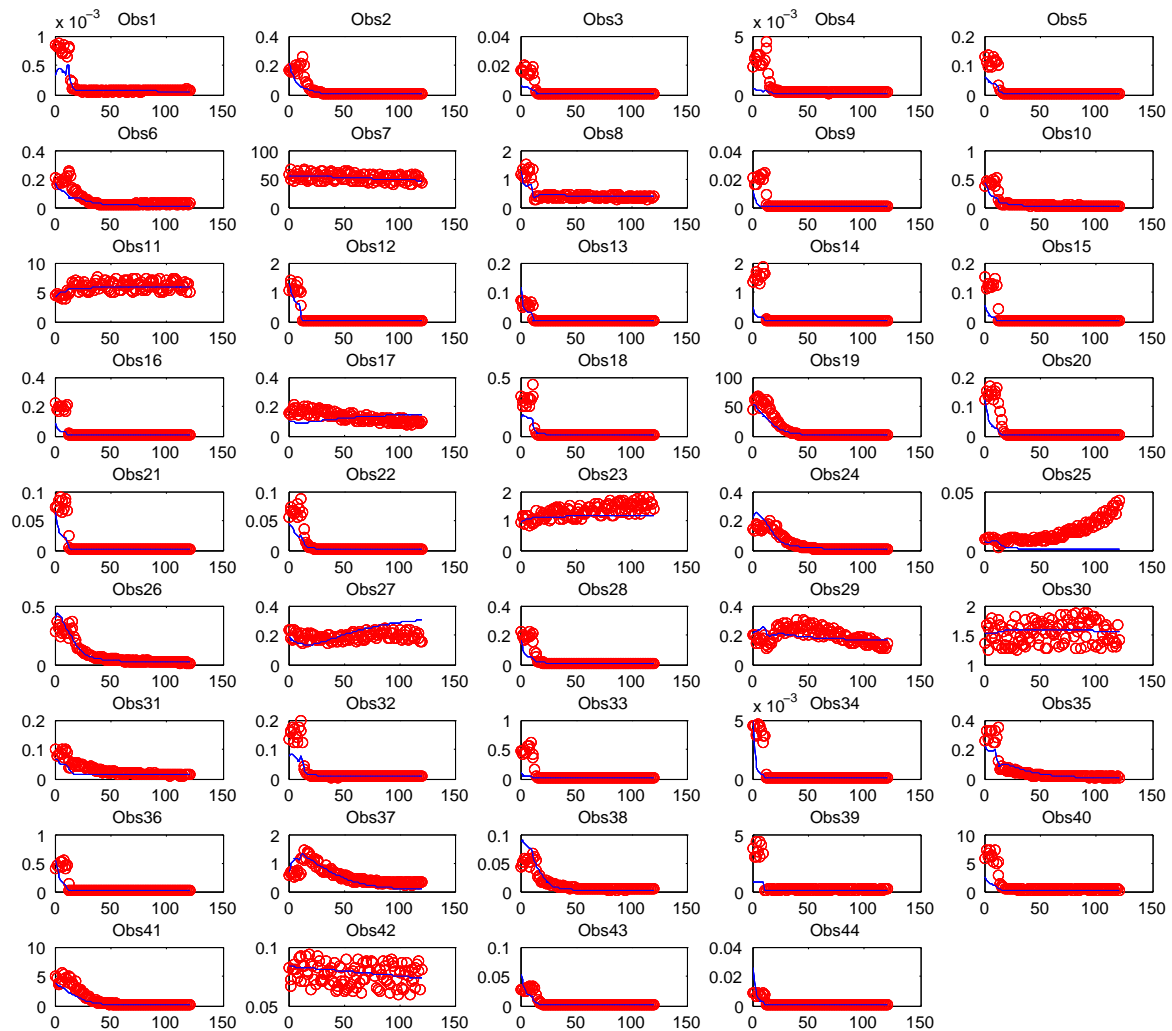 x 10⁻³ Obs1 Obs2 Obs3 x 10⁻³ Obs4 Obs5
1 0.4 0.04 5 0.2
0.5 0.2 0.02 0.1
0 0 0 0 0
0 50 100 150 0 50 100 150 0 50 100 150 0 50 100 150 0 50 100 150
Obs6 Obs7 Obs8 Obs9 Obs10
0.4 100 2 0.04 1
0.2 50 1 0.02 0.5
0 0 0 0 0
0 50 100 150 0 50 100 150 0 50 100 150 0 50 100 150 0 50 100 150
Obs11 Obs12 Obs13 Obs14 Obs15
10 2 0.2 2 0.2
5 1 0.1 1 0.1
0 0 0 0 0
0 50 100 150 0 50 100 150 0 50 100 150 0 50 100 150 0 50 100 150
Obs16 Obs17 Obs18 Obs19 Obs20
0.4 0.4 0.5 100 0.2
0.2 0.2 50 0.1
0 0 0 0 0
0 50 100 150 0 50 100 150 0 50 100 150 0 50 100 150 0 50 100 150
Obs21 Obs22 Obs23 Obs24 Obs25
0.1 0.1 2 0.4 0.05
0.05 0.05 1 0.2
0 0 0 0 0
0 50 100 150 0 50 100 150 0 50 100 150 0 50 100 150 0 50 100 150
Obs26 Obs27 Obs28 Obs29 Obs30
0.5 0.4 0.4 0.4 2
0.2 0.2 0.2 1.5
0 0 0 0 1
0 50 100 150 0 50 100 150 0 50 100 150 0 50 100 150 0 50 100 150
Obs31 Obs32 Obs33 x 10⁻³ Obs34 Obs35
0.2 0.2 1 5 0.4
0.1 0.1 0.5 0.2
0 0 0 0 0
0 50 100 150 0 50 100 150 0 50 100 150 0 50 100 150 0 50 100 150
Obs36 Obs37 Obs38 Obs39 Obs40
1 2 0.1 5 10
0.5 1 0.05 5
0 0 0 0 0
0 50 100 150 0 50 100 150 0 50 100 150 0 50 100 150 0 50 100 150
Obs41 Obs42 Obs43 Obs44
10 0.1 0.1 0.04
5 0.05 0.02
0 0.05 0 0
0 50 100 150 0 50 100 150 0 50 100 150 0 50 100 150